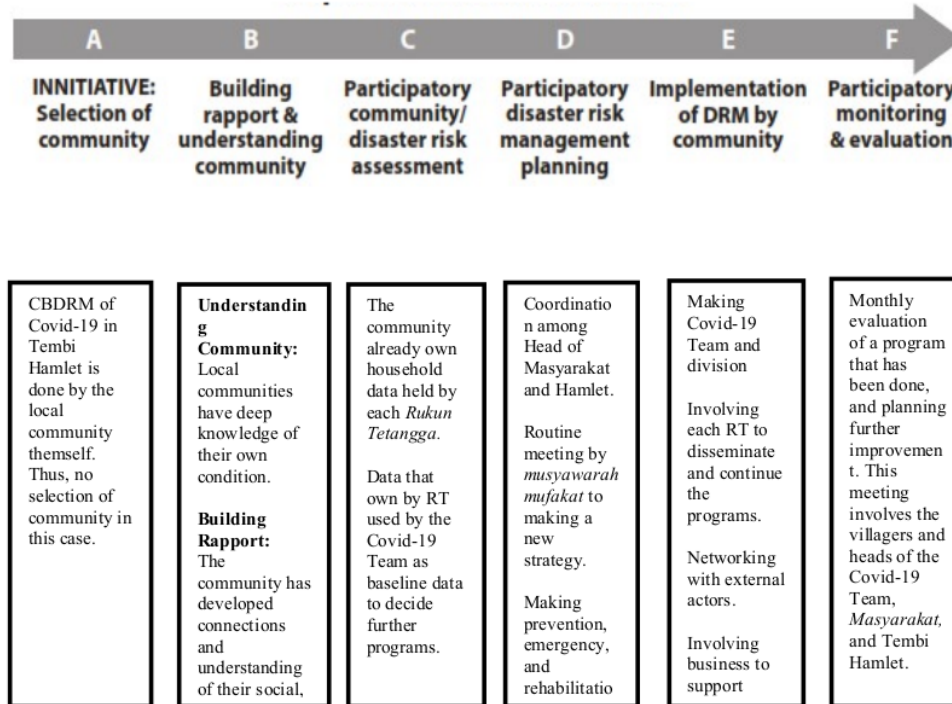 A
B
C
D
E
F
INNITIATIVE:
Selection of
community
Building
rapport &
understanding
community
Participatory
community/
disaster risk
assessment
Participatory
disaster risk
management
planning
Implementation
of DRM by
community
Participatory
monitoring
& evaluation
CBDRM of
Covid-19 in
Tembi
Hamlet is
done by the
local
community
themself.
Thus, no
selection of
community in
this case.
Understandin
g
Community:
Local
communities
have deep
knowledge of
their own
condition.
Building
Rapport:
The
community has
developed
connections
and
understanding
of their social,
The
community
already own
household
data held by
each Rukun
Tetangga.
Data that
own by RT
used by the
Covid-19
Team as
baseline data
to decide
further
programs.
Coordinatio
n among
Head of
Masyarakat
and Hamlet.
Routine
meeting by
musyawarah
mufakat to
making a
new
strategy.
Making
prevention,
emergency,
and
rehabilitatio
Making
Covid-19
Team and
division
Involving
each RT to
disseminate
and continue
the
programs.
Networking
with external
actors.
Involving
business to
support
Monthly
evaluation
of a program
that has
been done,
and planning
further
improvemen
t. This
meeting
involves the
villagers and
heads of the
Covid-19
Team,
Masyarakat,
and Tembi
Hamlet.